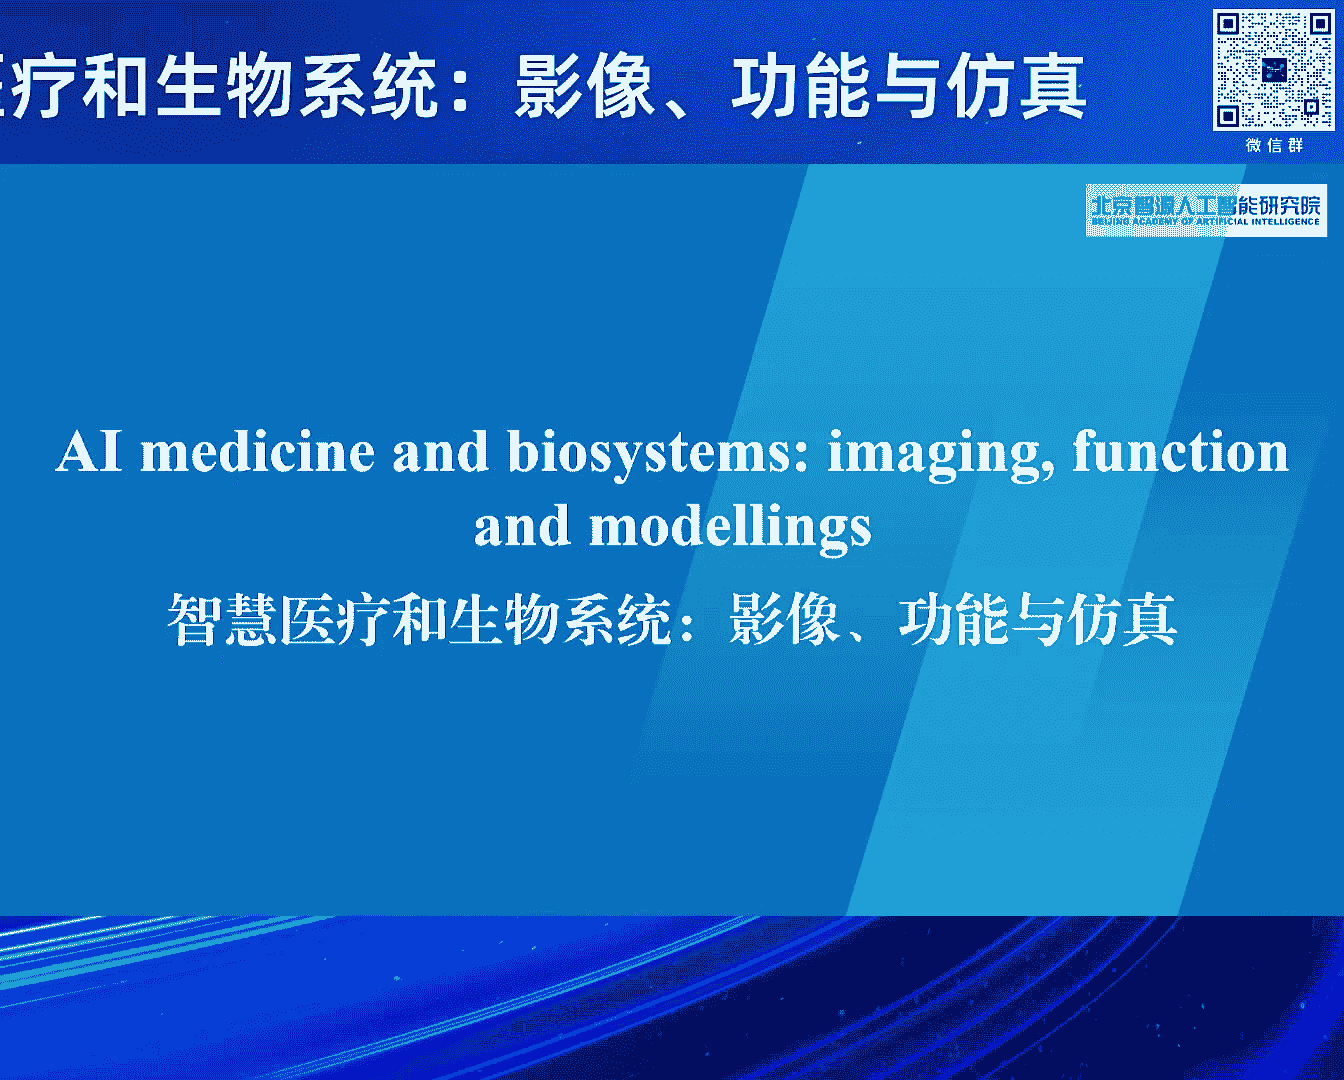 疗和生物系统：影像、功能与仿真
微信群
北京智源人工智能研究院
BEIJING ACADEMY OF ARTIFICIAL INTELLIGENCE
AI medicine and biosystems: imaging, function
and modellings
智慧医疗和生物系统：影像、功能与仿真